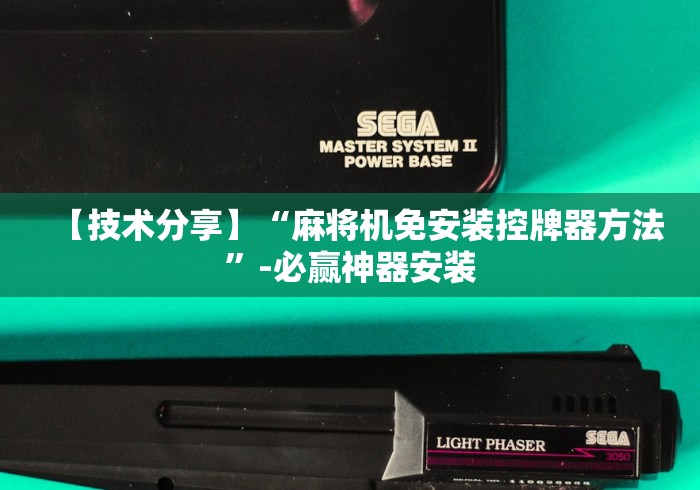 SEGA
MASTER SYSTEM II
POWER BASE
【技术分享】“麻将机免安装控牌器方法
”-必赢神器安装
LIGHT PHASER
SEGA
3050